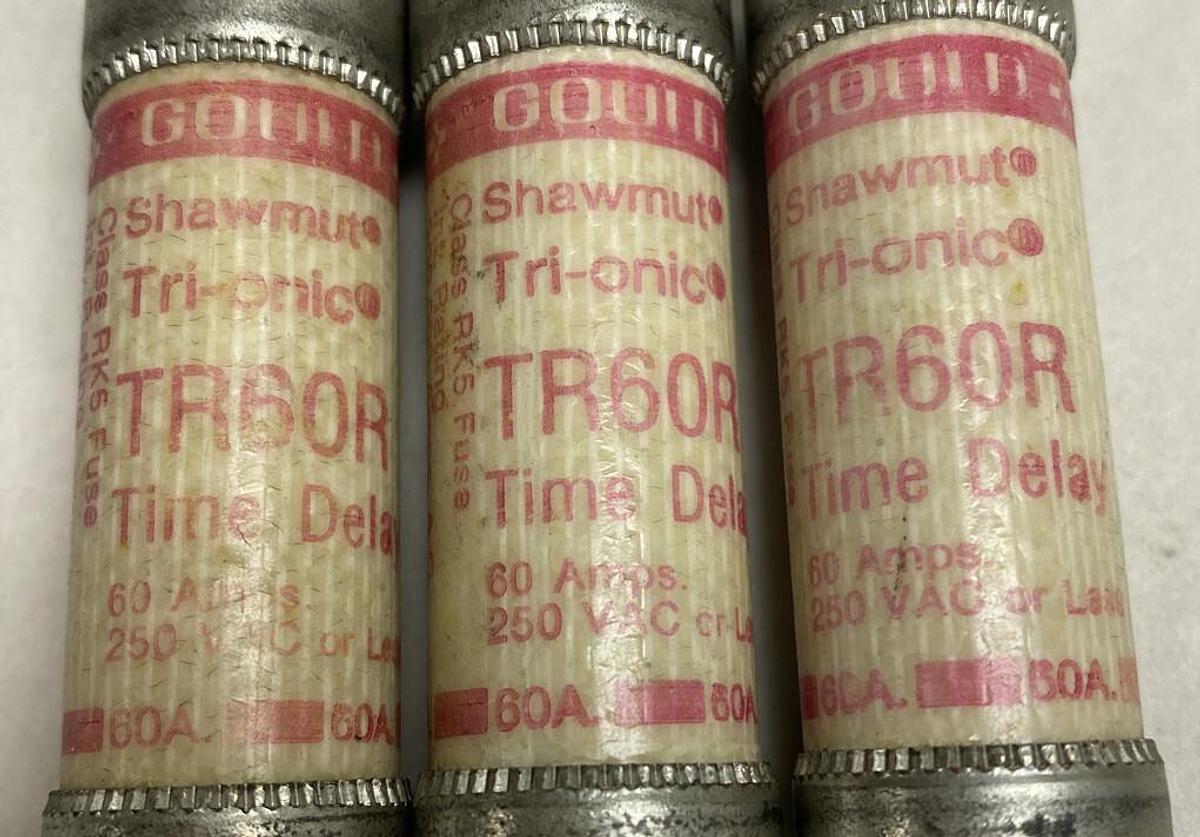 GOULD
Shawmut®
Tri-onic®
TR60R
Time Delay
60 Amps.
250 VAC or Le
60A. 60A.
Class RK5 Fuse
GOULD
Shawmut®
Tri-onic®
TR60R
Time Dela
60 Amps.
250 VAC or Le
60A. 60A
Class RK5 Fuse
Rating
GOULD
Shawmut®
Tri-onic®
TR60R
Time Delay
60 Amps.
250 VAC or Less
60A. 60A.